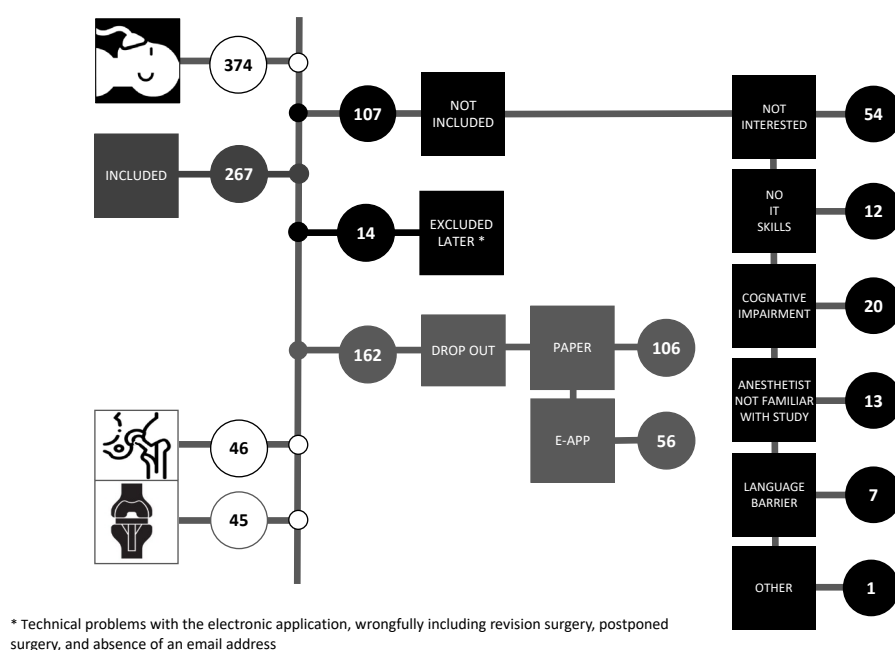 374
107
NOT
INCLUDED
NOT
INTERESTED
54
INCLUDED
267
NO
IT
SKILLS
12
14
EXCLUDED
LATER *
COGNATIVE
IMPAIRMENT
20
162
DROP OUT
PAPER
106
ANESTHETIST
NOT FAMILIAR
WITH STUDY
13
E-APP
56
46
LANGUAGE
BARRIER
7
45
OTHER
1
* Technical problems with the electronic application, wrongfully including revision surgery, postponed
surgery, and absence of an email address